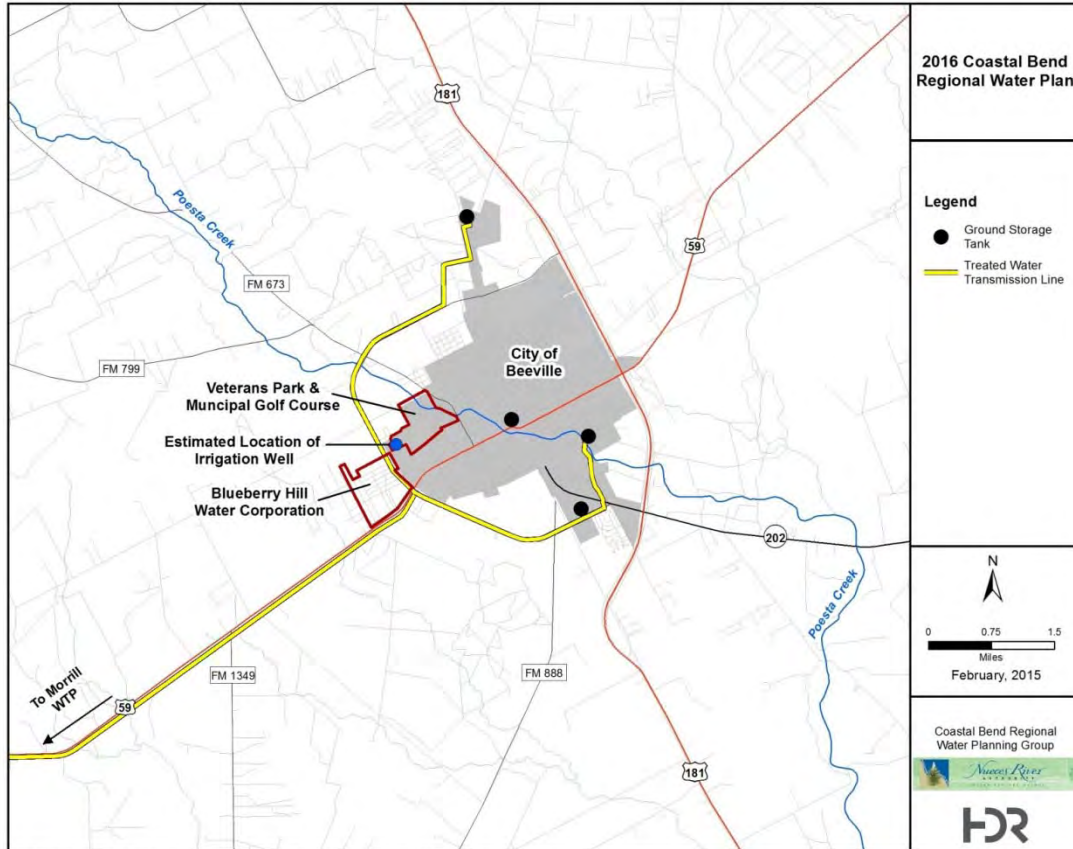 2016 Coastal Bend
Regional Water Plan
Legend
Ground Storage
Tank
Treated Water
Transmission Line
N
0 0.75 1.5
Miles
February, 2015
Coastal Bend Regional
Water Planning Group
Nueces River
AUTHORITY
HDR
181
59
Poesta Creek
FM 673
FM 799
City of
Beeville
Veterans Park &
Muncipal Golf Course
Estimated Location of
Irrigation Well
Blueberry Hill
Water Corporation
202
Poesta Creek
FM 1349
FM 888
To Morrill
WTP
59
181